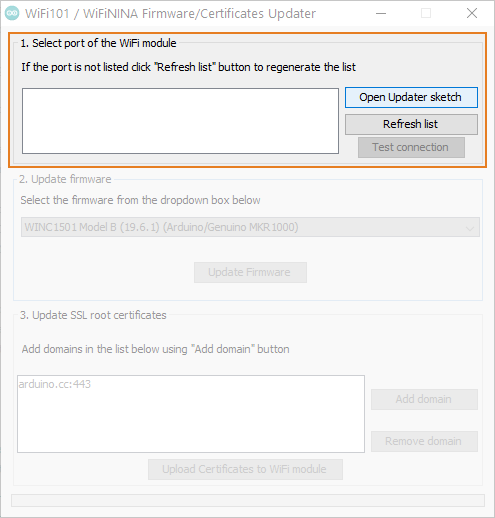 WiFi101 / WiFiNINA Firmware/Certificates Updater
1. Select port of the WiFi module
If the port is not listed click "Refresh list" button to regenerate the list
Open Updater sketch
Refresh list
Test connection
2. Update firmware
Select the firmware from the dropdown box below
WINC1501 Model B (19.6.1) (Arduino/Genuino MKR1000)
Update Firmware
3. Update SSL root certificates
Add domains in the list below using "Add domain" button
arduino.cc:443
Add domain
Remove domain
Upload Certificates to WiFi module